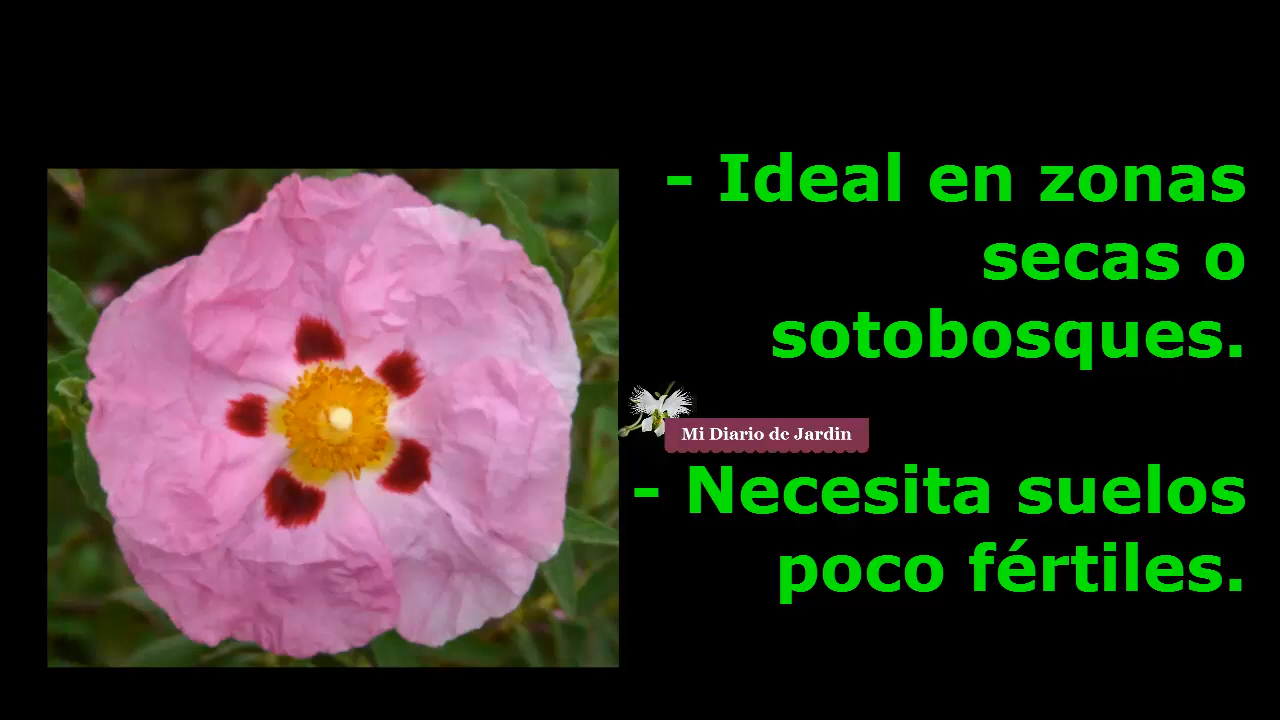 - Ideal en zonas
secas o
sotobosques.
Mi Diario de Jardin
- Necesita suelos
poco fértiles.